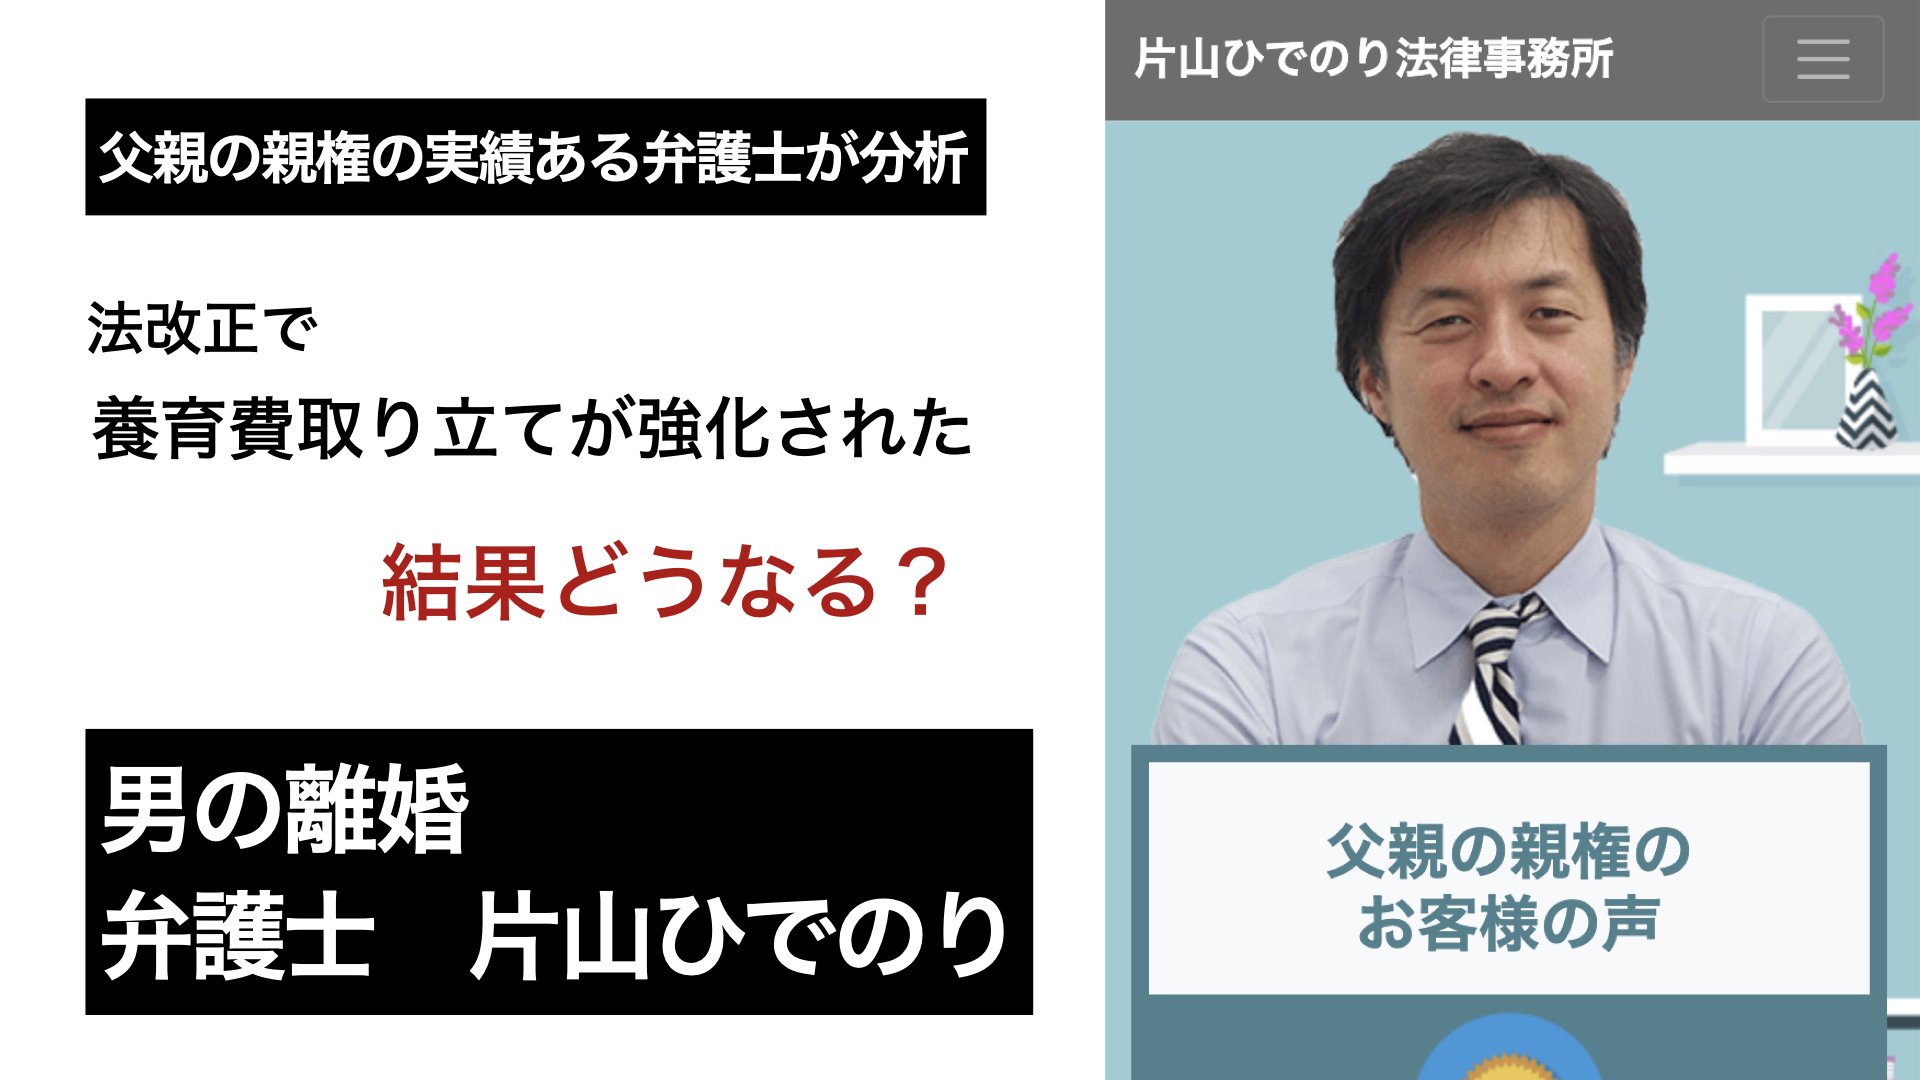 父親の親権の実績ある弁護士が分析
法改正で
養育費取り立てが強化された
結果どうなる？
男の離婚
弁護士　片山ひでのり
片山ひでのり法律事務所
父親の親権の
お客様の声